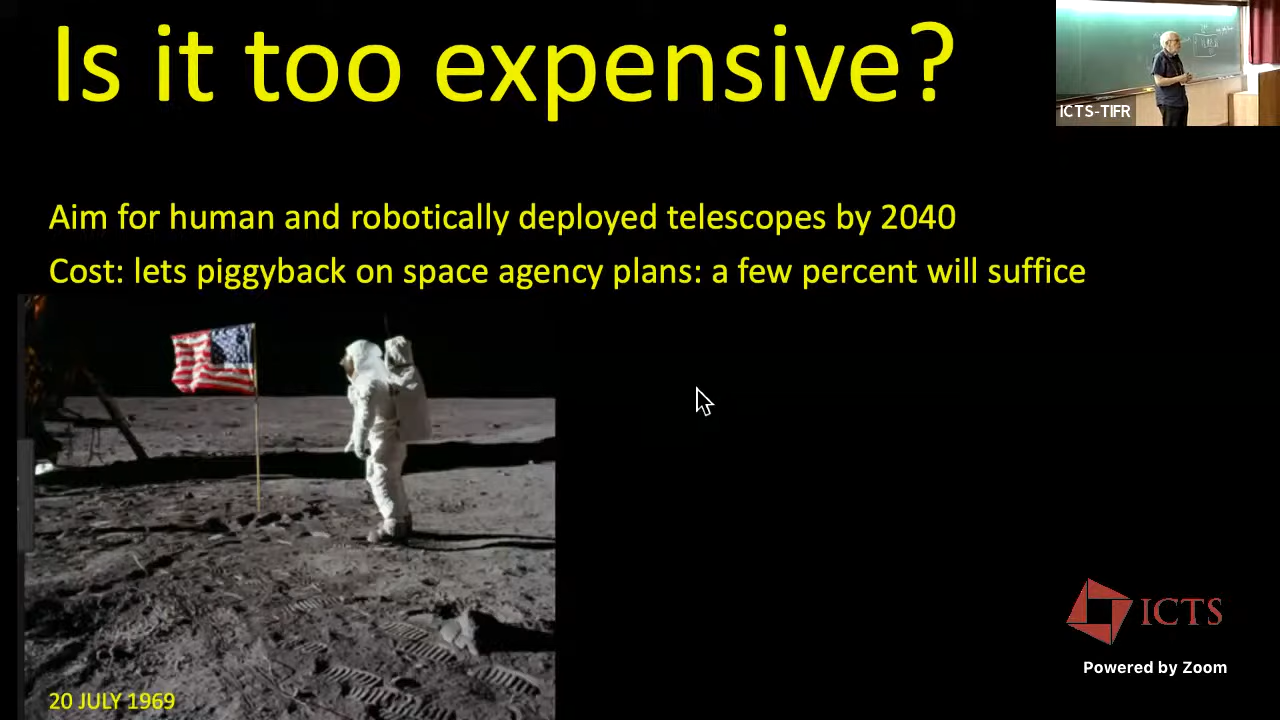 Is it too expensive?
ICTS-TIFR
Aim for human and robotically deployed telescopes by 2040
Cost: lets piggyback on space agency plans: a few percent will suffice
20 JULY 1969
ICTS
Powered by Zoom